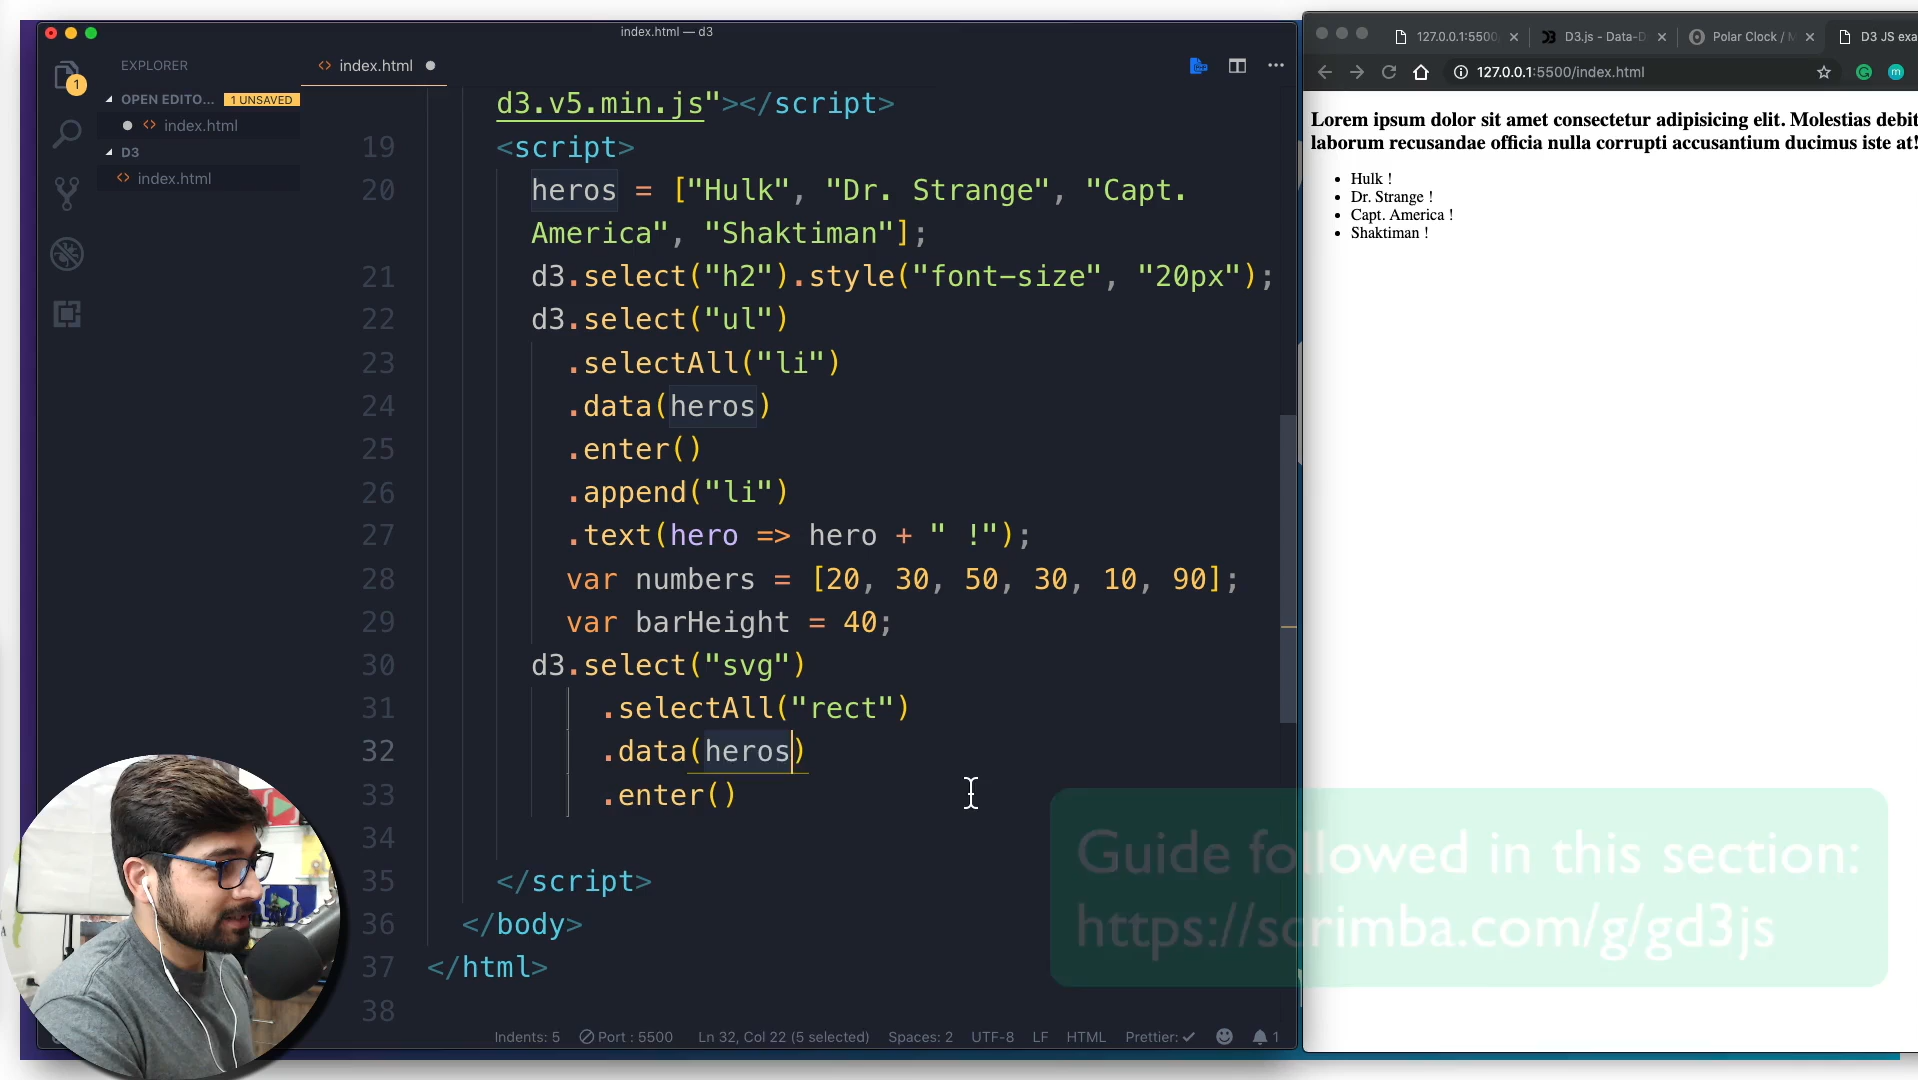 index.html — d3
EXPLORER
OPEN EDITO... 1 UNSAVED
index.html
D3
index.html
1
index.html
d3.v5.min.js"></script>
19 <script>
20 heros = ["Hulk", "Dr. Strange", "Capt.
America", "Shaktiman"];
21 d3.select("h2").style("font-size", "20px");
22 d3.select("ul")
23 .selectAll("li")
24 .data(heros)
25 .enter()
26 .append("li")
27 .text(hero => hero + " !");
28 var numbers = [20, 30, 50, 30, 10, 90];
29 var barHeight = 40;
30 d3.select("svg")
31 .selectAll("rect")
32 .data(heros)
33 .enter()
34
35 </script>
36 </body>
37 </html>
38
Indents: 5 Port : 5500 Ln 32, Col 22 (5 selected) Spaces: 2 UTF-8 LF HTML Prettier: ✓ 1
127.0.0.1:5500 D3.js - Data-D Polar Clock / M D3 JS exa
127.0.0.1:5500/index.html
Lorem ipsum dolor sit amet consectetur adipisicing elit. Molestias debit
laborum recusandae officia nulla corrupti accusantium ducimus iste at!
Hulk !
Dr. Strange !
Capt. America !
Shaktiman !
Guide followed in this section:
https://scrimba.com/g/gd3js